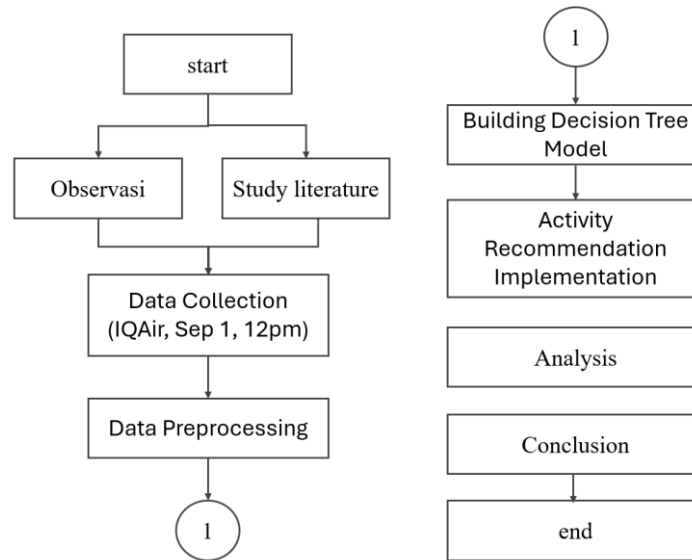 start
Observasi
Study literature
Data Collection
(IQAir, Sep 1, 12pm)
Data Preprocessing
1
1
Building Decision Tree
Model
Activity
Recommendation
Implementation
Analysis
Conclusion
end